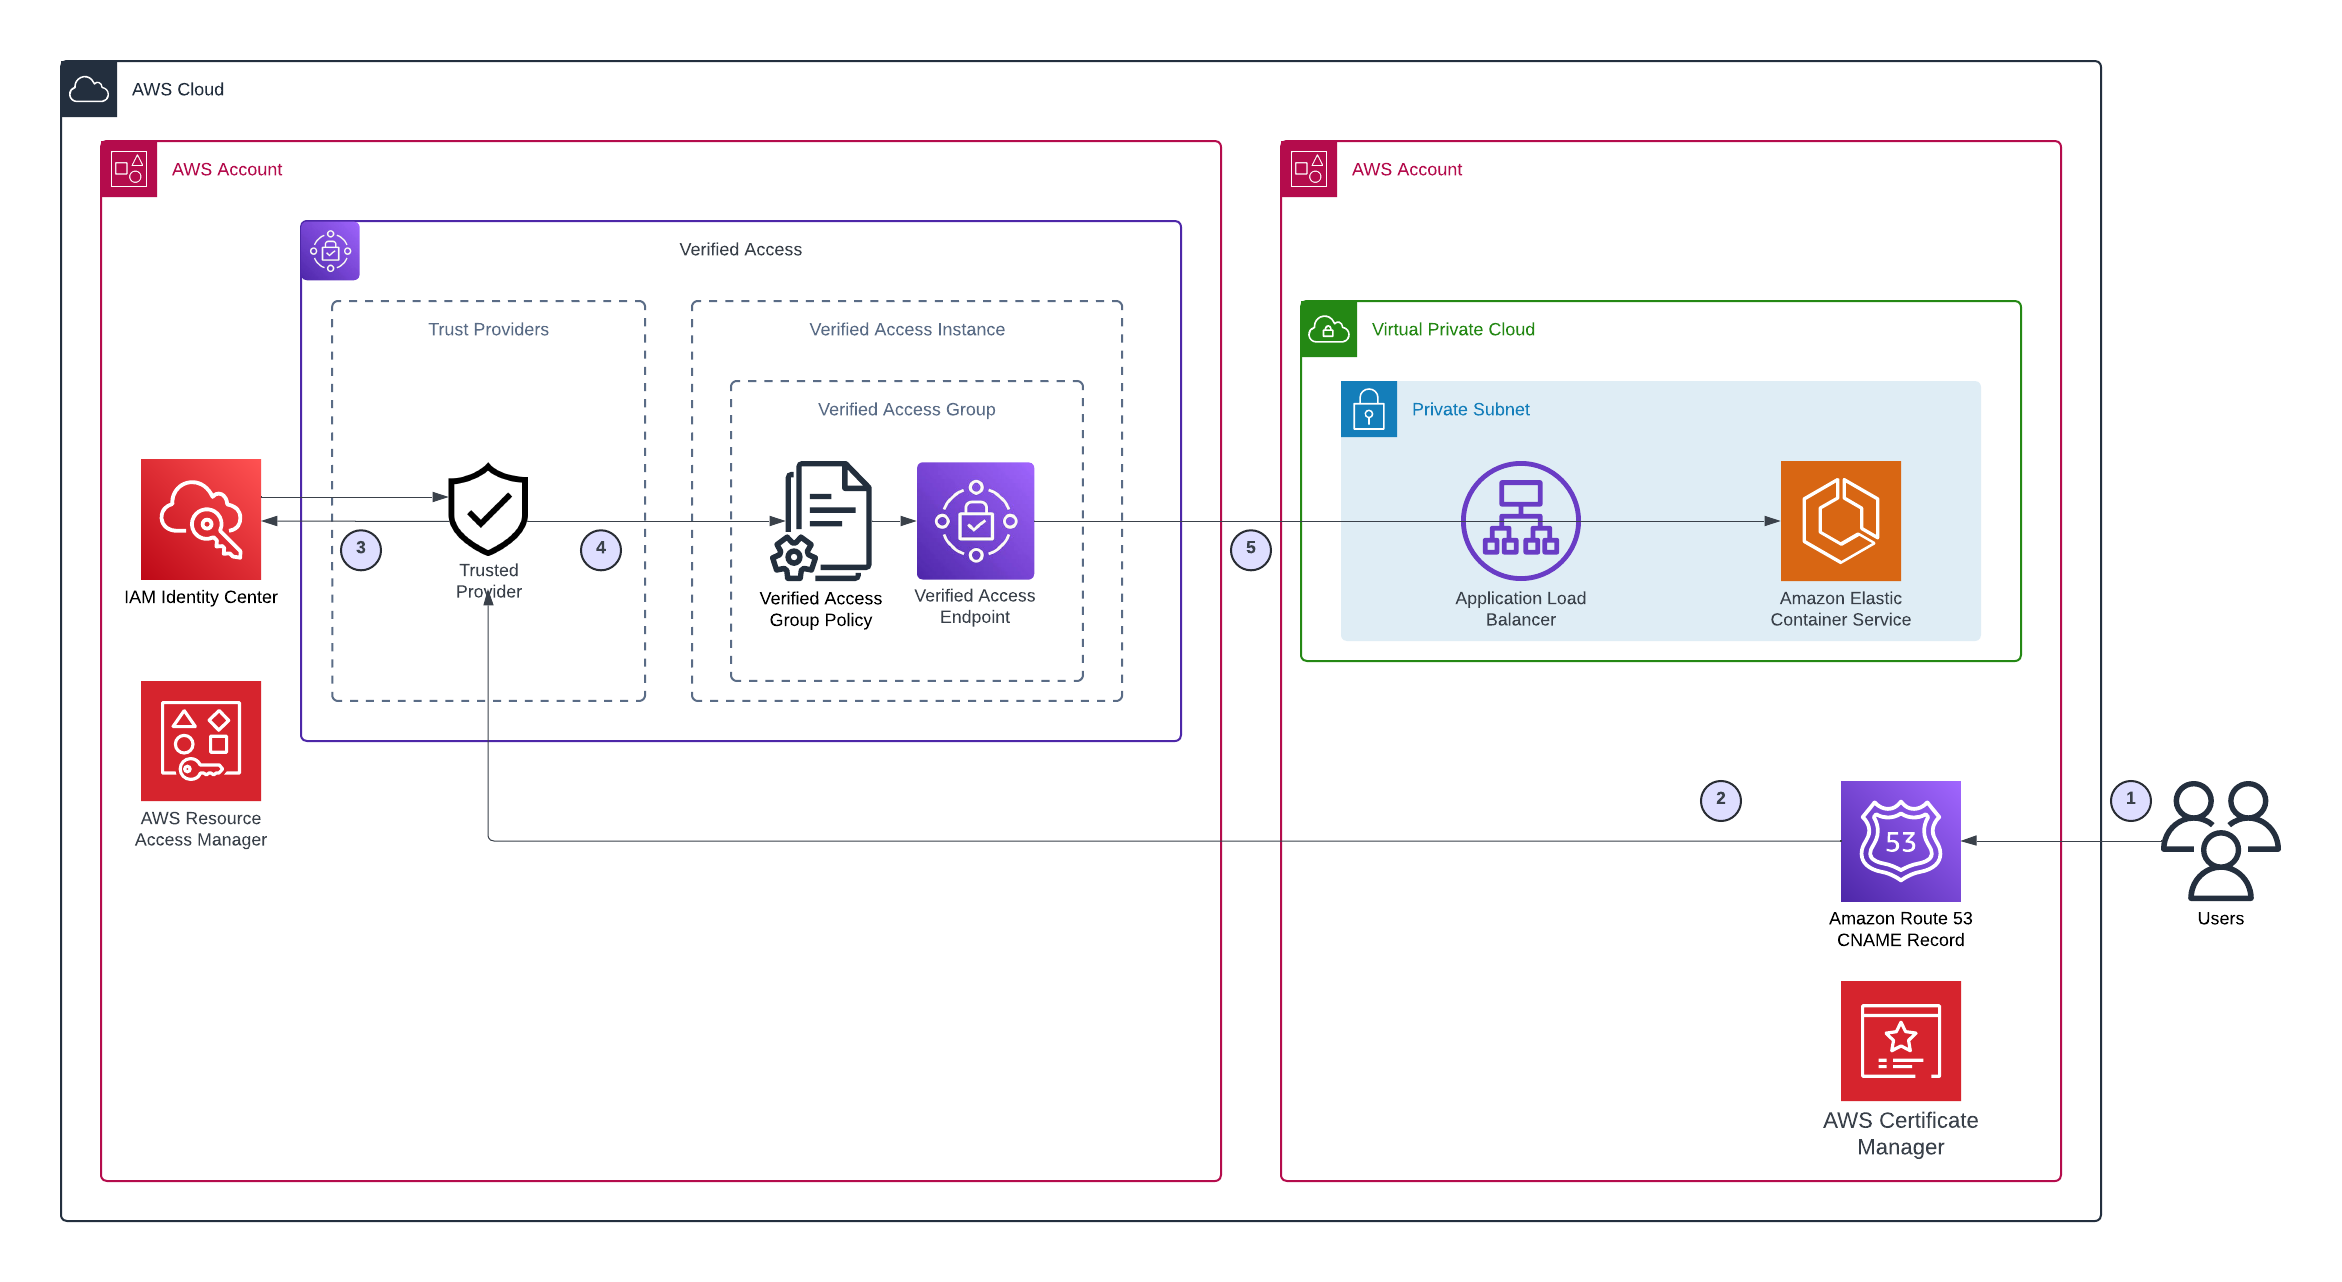 AWS Cloud
AWS Account
AWS Account
Verified Access
Trust Providers
Verified Access Instance
Virtual Private Cloud
Verified Access Group
Private Subnet
3
4
5
IAM Identity Center
Trusted
Provider
Verified Access
Group Policy
Verified Access
Endpoint
Application Load
Balancer
Amazon Elastic
Container Service
AWS Resource
Access Manager
2
1
53
Amazon Route 53
CNAME Record
Users
AWS Certificate
Manager